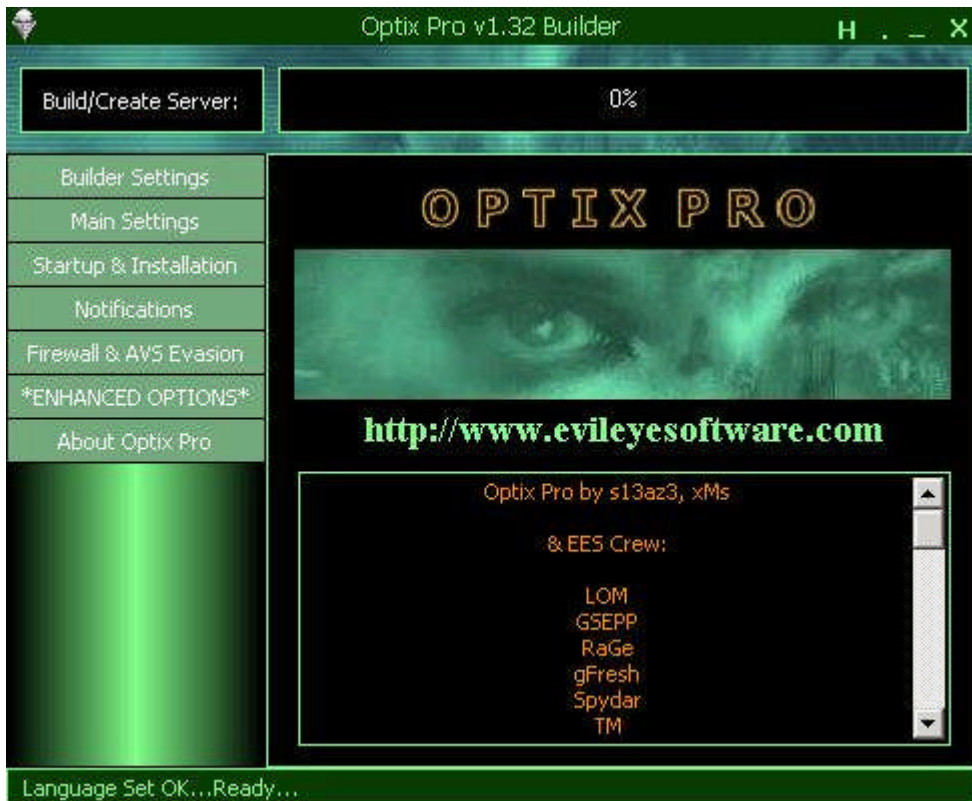 Optix Pro v1.32 Builder
H . _ X
Build/Create Server:
0%
Builder Settings
Main Settings
Startup & Installation
Notifications
Firewall & AVS Evasion
*ENHANCED OPTIONS*
About Optix Pro
OPTIX PRO
http://www.evileyesoftware.com
Optix Pro by s13az3, xMs
& EES Crew:
LOM
GSEPP
RaGe
gFresh
Spydar
TM
Language Set OK...Ready...